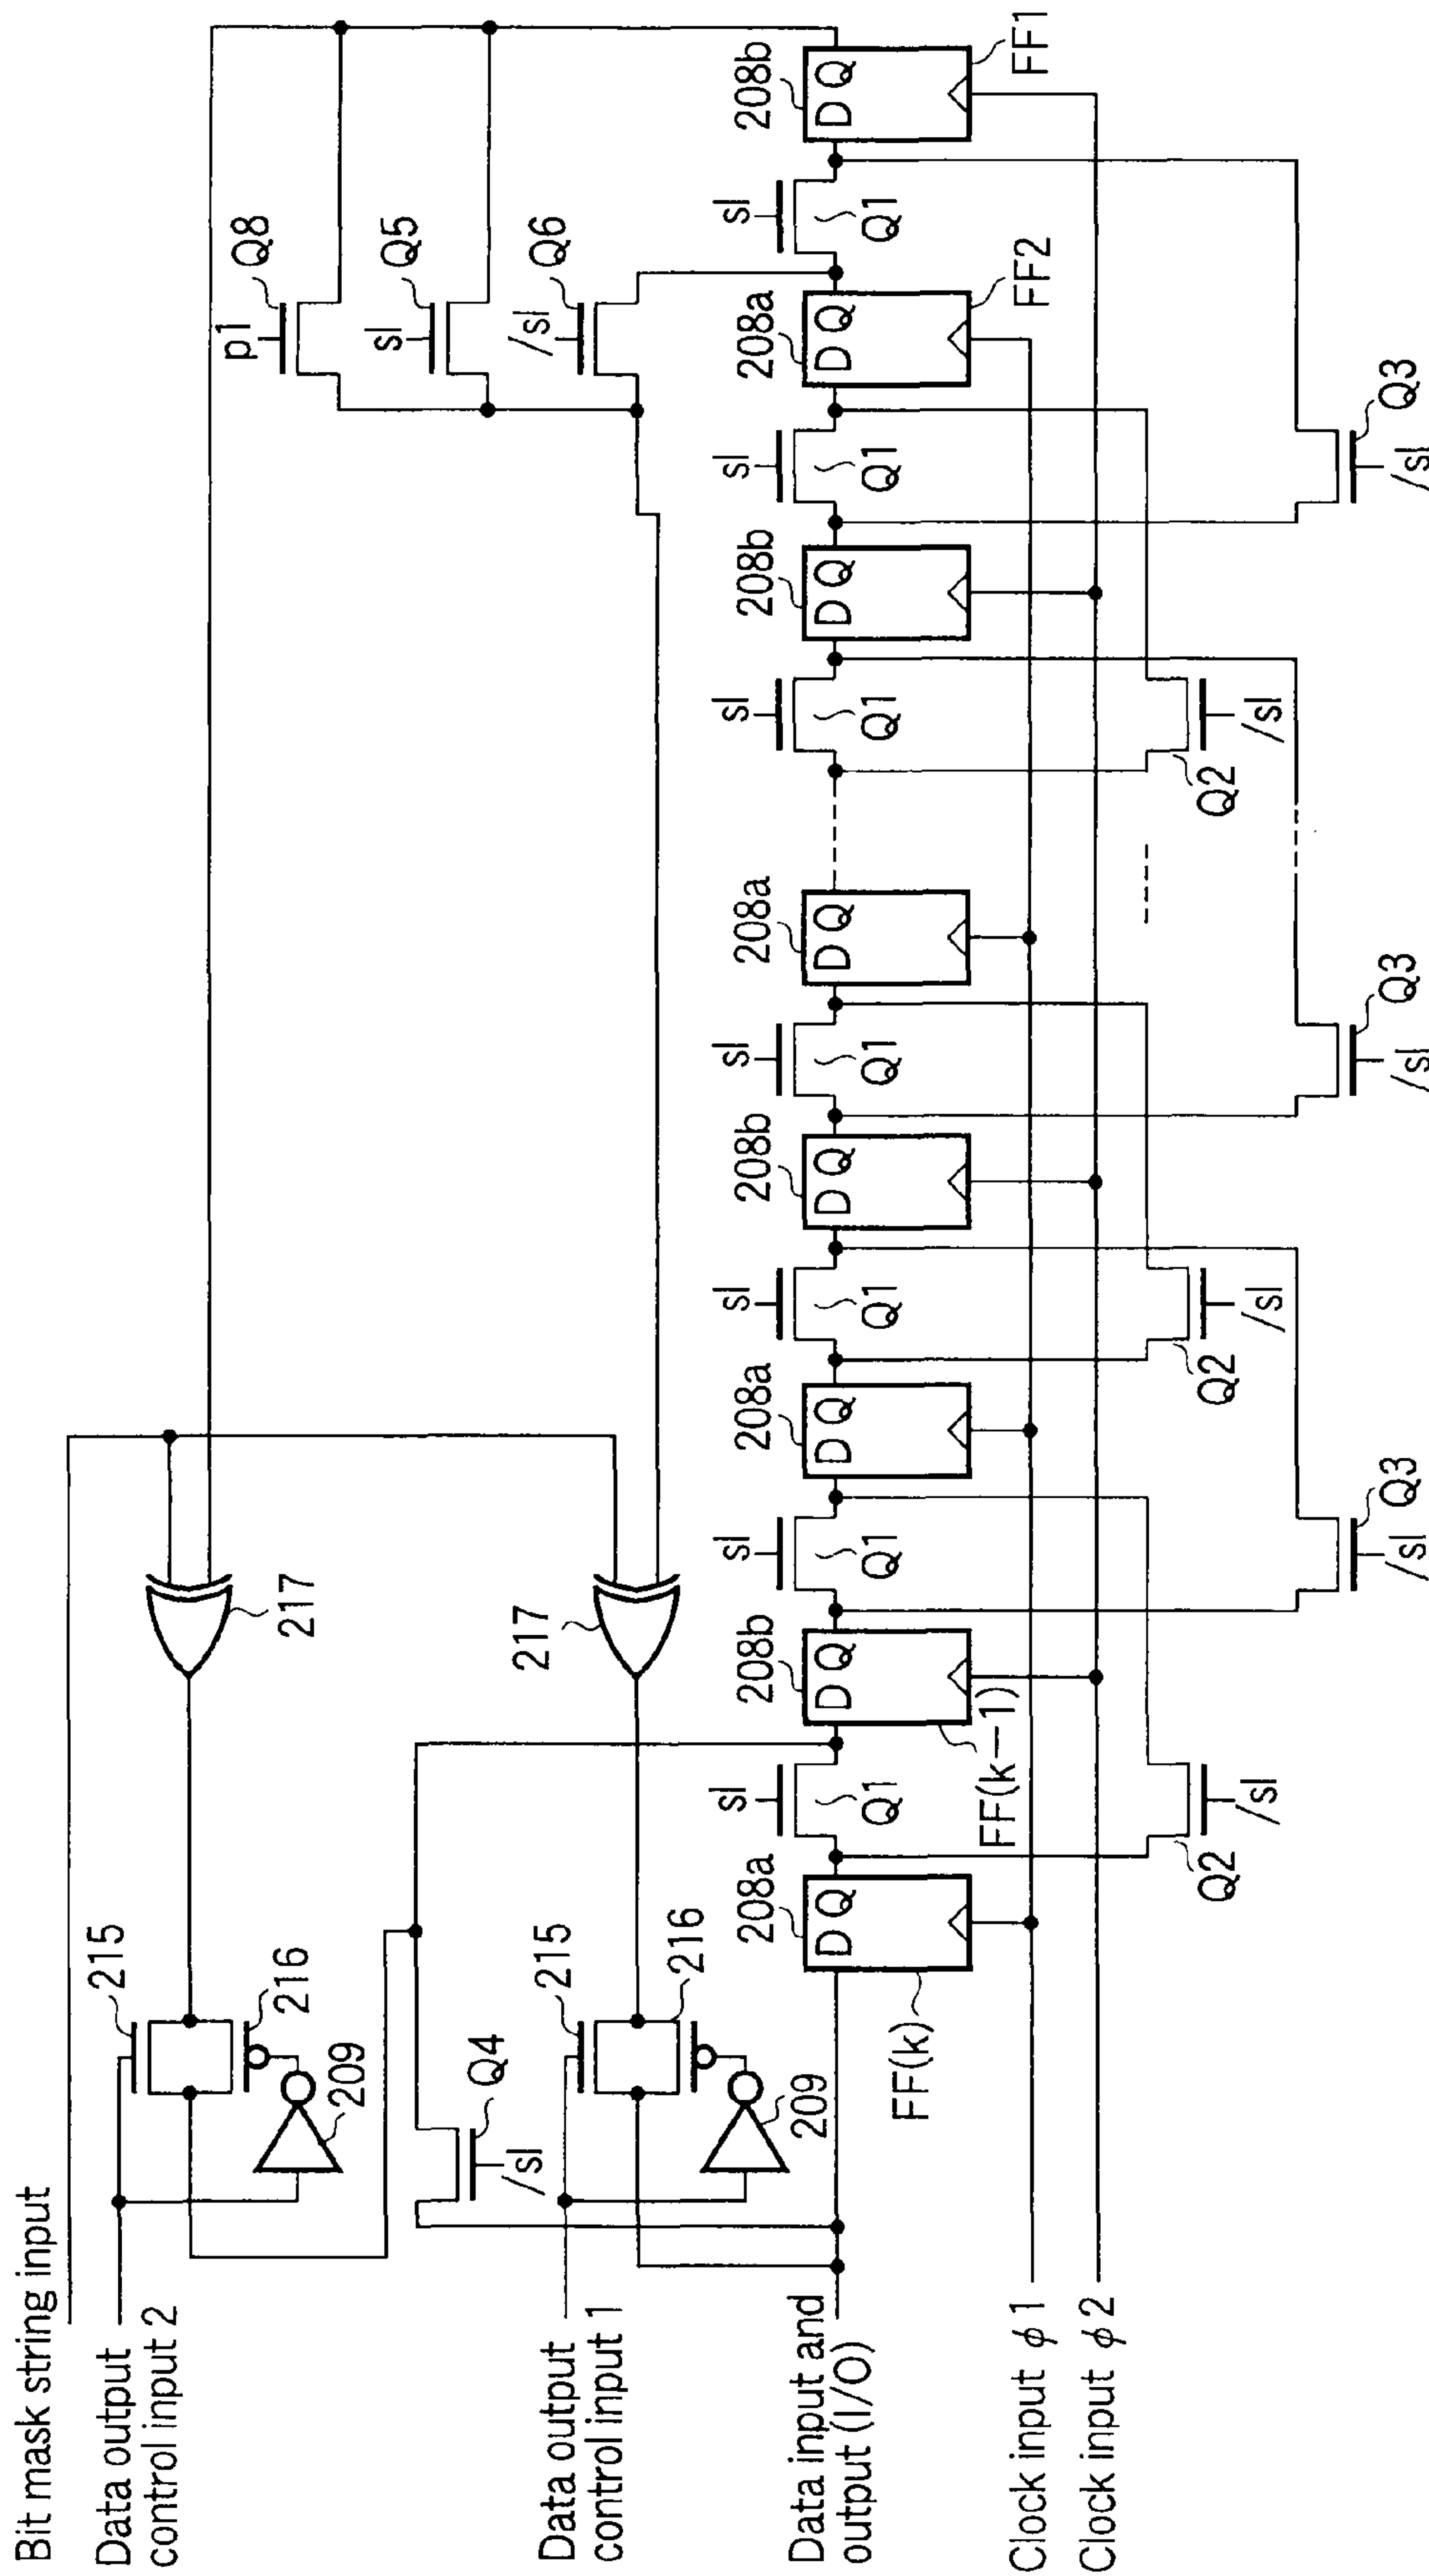 Bit mask string input
Data output
control input 2
215
216
209
217
Q4
/sl
Data output
control input 1
215
216
209
217
p1
Q8
sl
Q5
/sl
Q6
Data input and
output (I/O)
208a
D Q
FF(k)
sl
Q1
208b
D Q
FF(k-1)
sl
Q1
208a
D Q
sl
Q1
208b
D Q
sl
Q1
208a
D Q
sl
Q1
208b
D Q
sl
Q1
208a
D Q
FF2
sl
Q1
208b
D Q
FF1
Clock input ϕ1
Clock input ϕ2
Q2
/sl
Q2
/sl
Q2
/sl
Q3
/sl
Q3
/sl
Q3
/sl